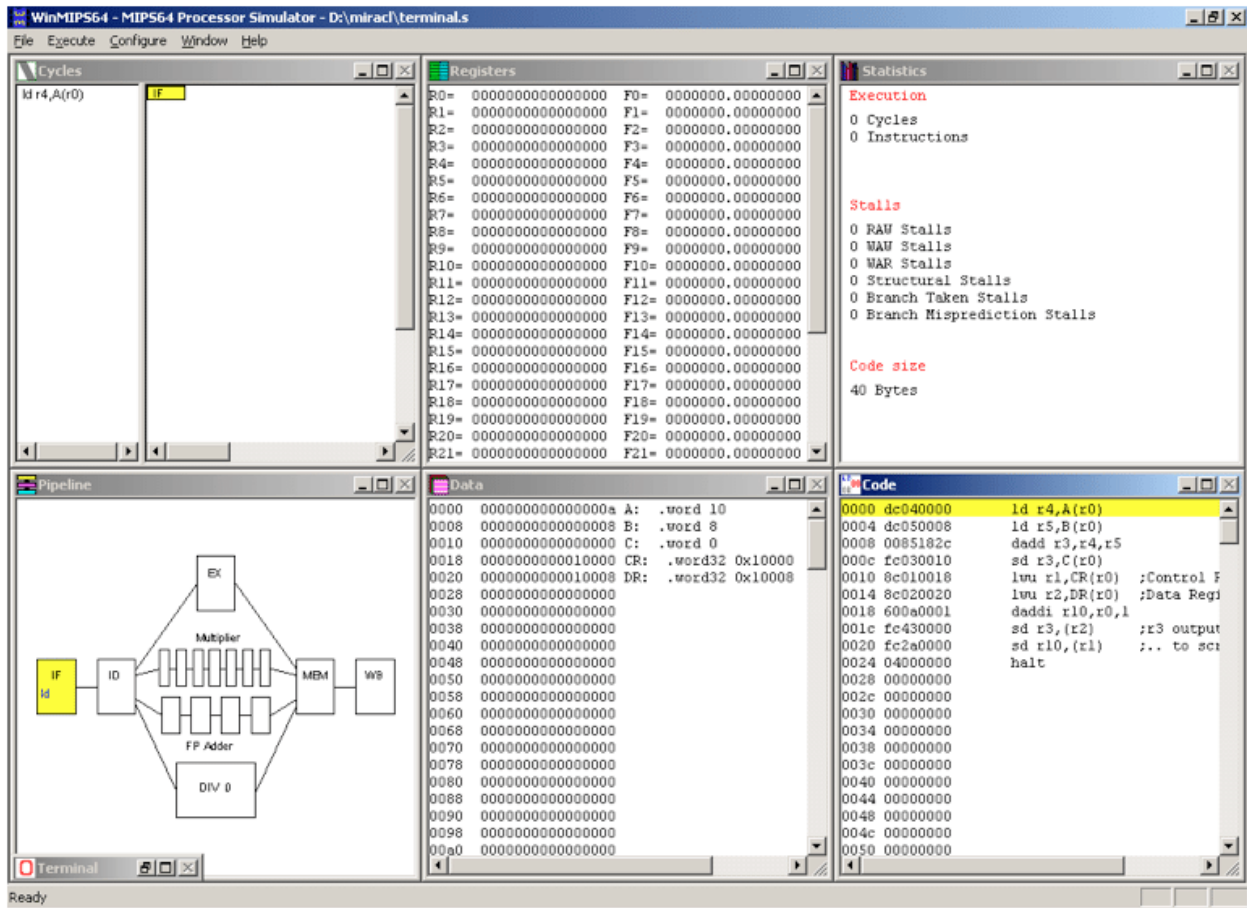 WinMIPS64 - MIPS64 Processor Simulator - D:\miracl\terminal.s
File Execute Configure Window Help
Cycles
ld r4,A(r0)
IF
Registers
R0= 0000000000000000 F0= 0000000.00000000
R1= 0000000000000000 F1= 0000000.00000000
R2= 0000000000000000 F2= 0000000.00000000
R3= 0000000000000000 F3= 0000000.00000000
R4= 0000000000000000 F4= 0000000.00000000
R5= 0000000000000000 F5= 0000000.00000000
R6= 0000000000000000 F6= 0000000.00000000
R7= 0000000000000000 F7= 0000000.00000000
R8= 0000000000000000 F8= 0000000.00000000
R9= 0000000000000000 F9= 0000000.00000000
R10= 0000000000000000 F10= 0000000.00000000
R11= 0000000000000000 F11= 0000000.00000000
R12= 0000000000000000 F12= 0000000.00000000
R13= 0000000000000000 F13= 0000000.00000000
R14= 0000000000000000 F14= 0000000.00000000
R15= 0000000000000000 F15= 0000000.00000000
R16= 0000000000000000 F16= 0000000.00000000
R17= 0000000000000000 F17= 0000000.00000000
R18= 0000000000000000 F18= 0000000.00000000
R19= 0000000000000000 F19= 0000000.00000000
R20= 0000000000000000 F20= 0000000.00000000
R21= 0000000000000000 F21= 0000000.00000000
Statistics
Execution
0 Cycles
0 Instructions
Stalls
0 RAW Stalls
0 WAW Stalls
0 WAR Stalls
0 Structural Stalls
0 Branch Taken Stalls
0 Branch Misprediction Stalls
Code size
40 Bytes
Pipeline
EX
Multiplier
IF
ld
ID
MEM
WB
FP Adder
DIV 0
Terminal
Data
0000 000000000000000a A: .word 10
0008 0000000000000008 B: .word 8
0010 0000000000000000 C: .word 0
0018 0000000000010000 CR: .word32 0x10000
0020 0000000000010008 DR: .word32 0x10008
0028 0000000000000000
0030 0000000000000000
0038 0000000000000000
0040 0000000000000000
0048 0000000000000000
0050 0000000000000000
0058 0000000000000000
0060 0000000000000000
0068 0000000000000000
0070 0000000000000000
0078 0000000000000000
0080 0000000000000000
0088 0000000000000000
0090 0000000000000000
0098 0000000000000000
00a0 0000000000000000
Code
0000 dc040000 ld r4,A(r0)
0004 dc050008 ld r5,B(r0)
0008 0085182c dadd r3,r4,r5
000c fc030010 sd r3,C(r0)
0010 8c010018 lwu r1,CR(r0) ;Control R
0014 8c020020 lwu r2,DR(r0) ;Data Regi
0018 600a0001 daddi r10,r0,1
001c fc430000 sd r3,(r2) ;r3 output
0020 fc2a0000 sd r10,(r1) ;.. to scr
0024 04000000 halt
0028 00000000
002c 00000000
0030 00000000
0034 00000000
0038 00000000
003c 00000000
0040 00000000
0044 00000000
0048 00000000
004c 00000000
0050 00000000
Ready